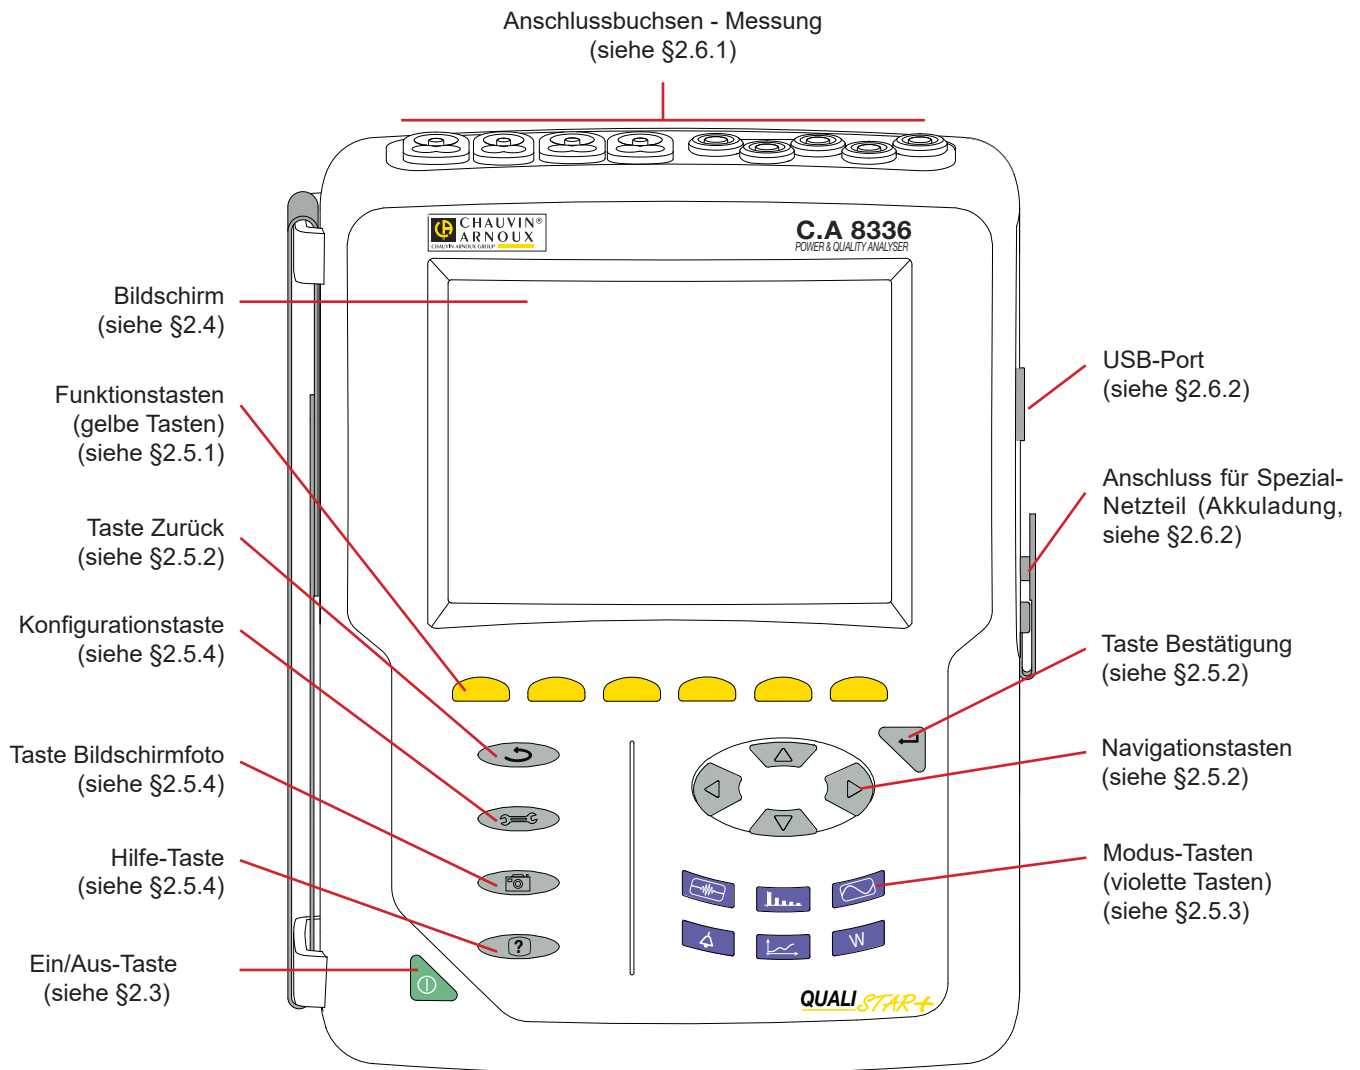 Anschlussbuchsen - Messung
(siehe §2.6.1)
CHAUVIN®
ARNOUX
CHAUVIN ARNOUX GROUP
C.A 8336
POWER & QUALITY ANALYSER
Bildschirm
(siehe §2.4)
Funktionstasten
(gelbe Tasten)
(siehe §2.5.1)
Taste Zurück
(siehe §2.5.2)
Konfigurationstaste
(siehe §2.5.4)
Taste Bildschirmfoto
(siehe §2.5.4)
Hilfe-Taste
(siehe §2.5.4)
Ein/Aus-Taste
(siehe §2.3)
USB-Port
(siehe §2.6.2)
Anschluss für Spezial-
Netzteil (Akkuladung,
siehe §2.6.2)
Taste Bestätigung
(siehe §2.5.2)
Navigationstasten
(siehe §2.5.2)
Modus-Tasten
(violette Tasten)
(siehe §2.5.3)
?
W
QUALISTAR+